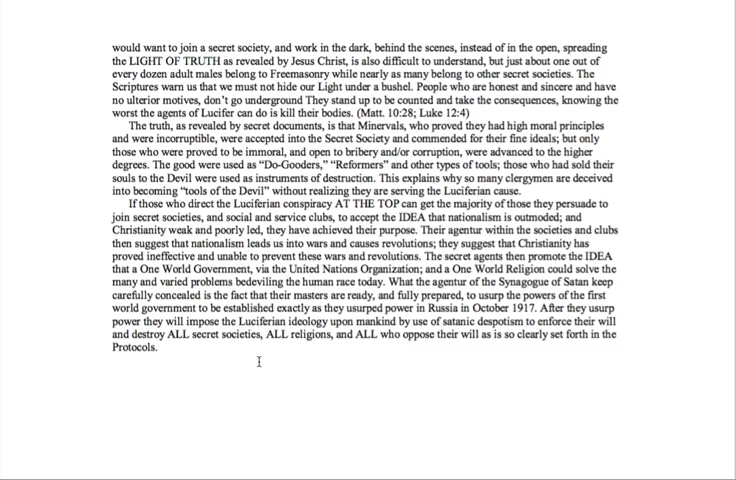 would want to join a secret society, and work in the dark, behind the scenes, instead of in the open, spreading
the LIGHT OF TRUTH as revealed by Jesus Christ, is also difficult to understand, but just about one out of
every dozen adult males belong to Freemasonry while nearly as many belong to other secret societies. The
Scriptures warn us that we must not hide our Light under a bushel. People who are honest and sincere and have
no ulterior motives, don’t go underground They stand up to be counted and take the consequences, knowing the
worst the agents of Lucifer can do is kill their bodies. (Matt. 10:28; Luke 12:4)
The truth, as revealed by secret documents, is that Minervals, who proved they had high moral principles
and were incorruptible, were accepted into the Secret Society and commended for their fine ideals; but only
those who were proved to be immoral, and open to bribery and/or corruption, were advanced to the higher
degrees. The good were used as “Do-Gooders,” “Reformers” and other types of tools; those who had sold their
souls to the Devil were used as instruments of destruction. This explains why so many clergymen are deceived
into becoming “tools of the Devil” without realizing they are serving the Luciferian cause.
If those who direct the Luciferian conspiracy AT THE TOP can get the majority of those they persuade to
join secret societies, and social and service clubs, to accept the IDEA that nationalism is outmoded; and
Christianity weak and poorly led, they have achieved their purpose. Their agentur within the societies and clubs
then suggest that nationalism leads us into wars and causes revolutions; they suggest that Christianity has
proved ineffective and unable to prevent these wars and revolutions. The secret agents then promote the IDEA
that a One World Government, via the United Nations Organization; and a One World Religion could solve the
many and varied problems bedeviling the human race today. What the agentur of the Synagogue of Satan keep
carefully concealed is the fact that their masters are ready, and fully prepared, to usurp the powers of the first
world government to be established exactly as they usurped power in Russia in October 1917. After they usurp
power they will impose the Luciferian ideology upon mankind by use of satanic despotism to enforce their will
and destroy ALL secret societies, ALL religions, and ALL who oppose their will as is so clearly set forth in the
Protocols.